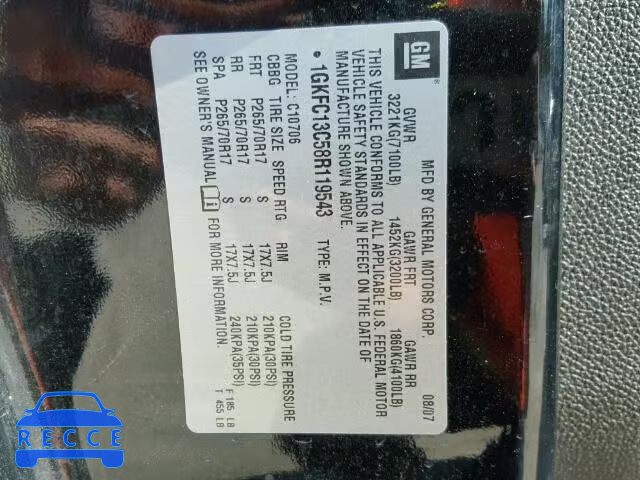 GM
MFD BY GENERAL MOTORS CORP. 08/07
GVWR GAWR FRT GAWR RR
3221KG(7100LB) 1452KG(3200LB) 1860KG(4100LB)
THIS VEHICLE CONFORMS TO ALL APPLICABLE U.S. FEDERAL MOTOR
VEHICLE SAFETY STANDARDS IN EFFECT ON THE DATE OF
MANUFACTURE SHOWN ABOVE.
• 1GKFC13C58R119543 TYPE: M.P.V.
MODEL: C10706
CBBG TIRE SIZE SPEED RTG RIM COLD TIRE PRESSURE
FRT P265/70R17 S 17X7.5J 210KPA(30PSI)
RR P265/70R17 S 17X7.5J 210KPA(30PSI)
SPA P265/70R17 S 17X7.5J 240KPA(35PSI)
SEE OWNER'S MANUAL FOR MORE INFORMATION.
F 185 LB
T 455 LB
RECCE